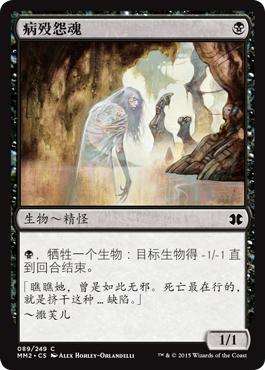 病殁怨魂
生物～精怪
，牺牲一个生物：目标生物得 -1/-1 直
到回合结束。
「瞧瞧她，曾是如此无邪。死亡最在行的，
就是挤干这种...缺陷。」
～撒芙儿
1/1
089/249 C
MM2 • CS ALEX HORLEY-ORLANDELLI
™ & © 2015 Wizards of the Coast